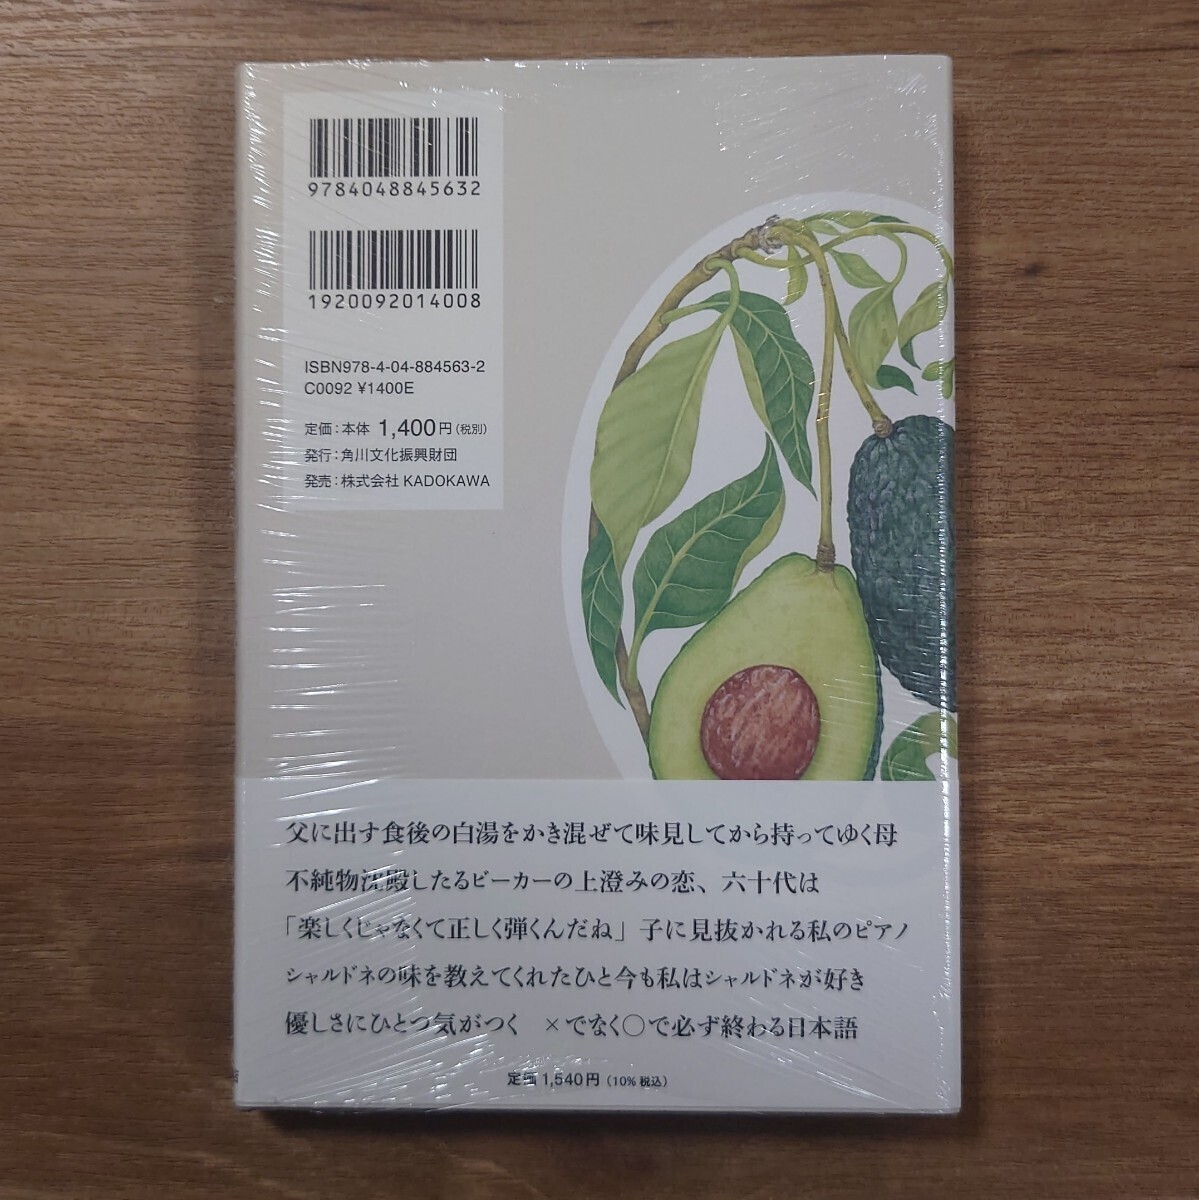 9784048845632
1920092014008
ISBN978-4-04-884563-2
C0092 ¥1400E
定価:本体 1,400円(税別)
発行:角川文化振興財団
発売:株式会社 KADOKAWA
父に出す食後の白湯をかき混ぜて味見してから持ってゆく母
不純物沈殿したるビーカーの上澄みの恋、六十代は
「楽しくじゃなくて正しく弾くんだね」子に見抜かれる私のピアノ
シャルドネの味を教えてくれたひと今も私はシャルドネが好き
優しさにひとつ気がつく　×でなく○で必ず終わる日本語
定価 1,540円(10%税込)